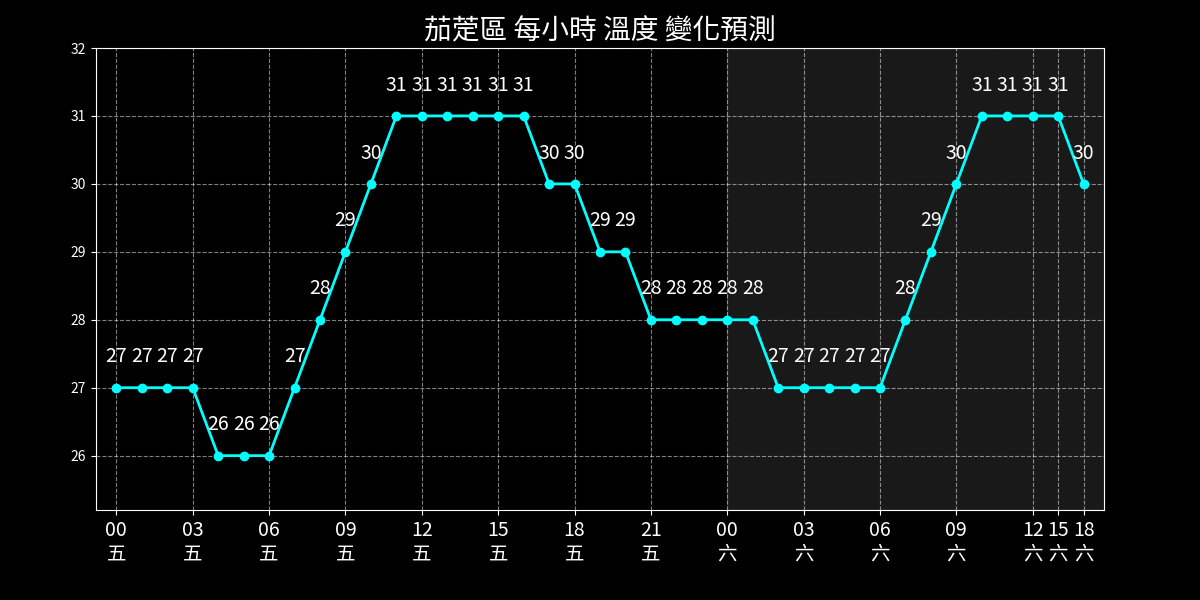 茄萣區 每小時 溫度 變化預測
32
31 31 31 31 31 31 31 31 31 31
31
30 30 30 30 30
30
29 29 29 29
29
28 28 28 28 28 28 28
28
27 27 27 27 27 27 27 27 27 27
27
26 26 26
26
00 03 06 09 12 15 18 21 00 03 06 09 12 15 18
五 五 五 五 五 五 五 五 六 六 六 六 六 六 六